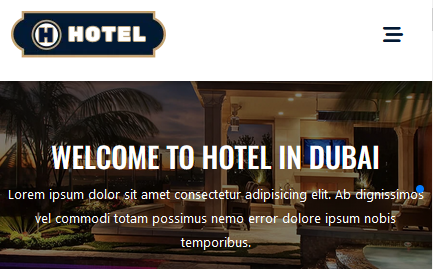 H HOTEL
WELCOME TO HOTEL IN DUBAI
Lorem ipsum dolor sit amet consectetur adipisicing elit. Ab dignissimos
vel commodi totam possimus nemo error dolore ipsum nobis
temporibus.